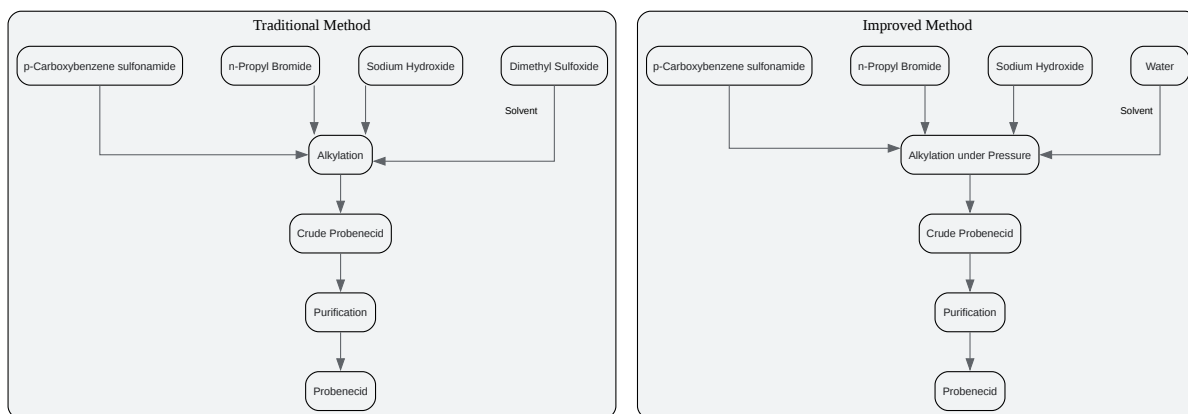 Traditional Method
p-Carboxybenzene sulfonamide
n-Propyl Bromide
Sodium Hydroxide
Dimethyl Sulfoxide
Solvent
Alkylation
Crude Probenecid
Purification
Probenecid
Improved Method
p-Carboxybenzene sulfonamide
n-Propyl Bromide
Sodium Hydroxide
Water
Solvent
Alkylation under Pressure
Crude Probenecid
Purification
Probenecid